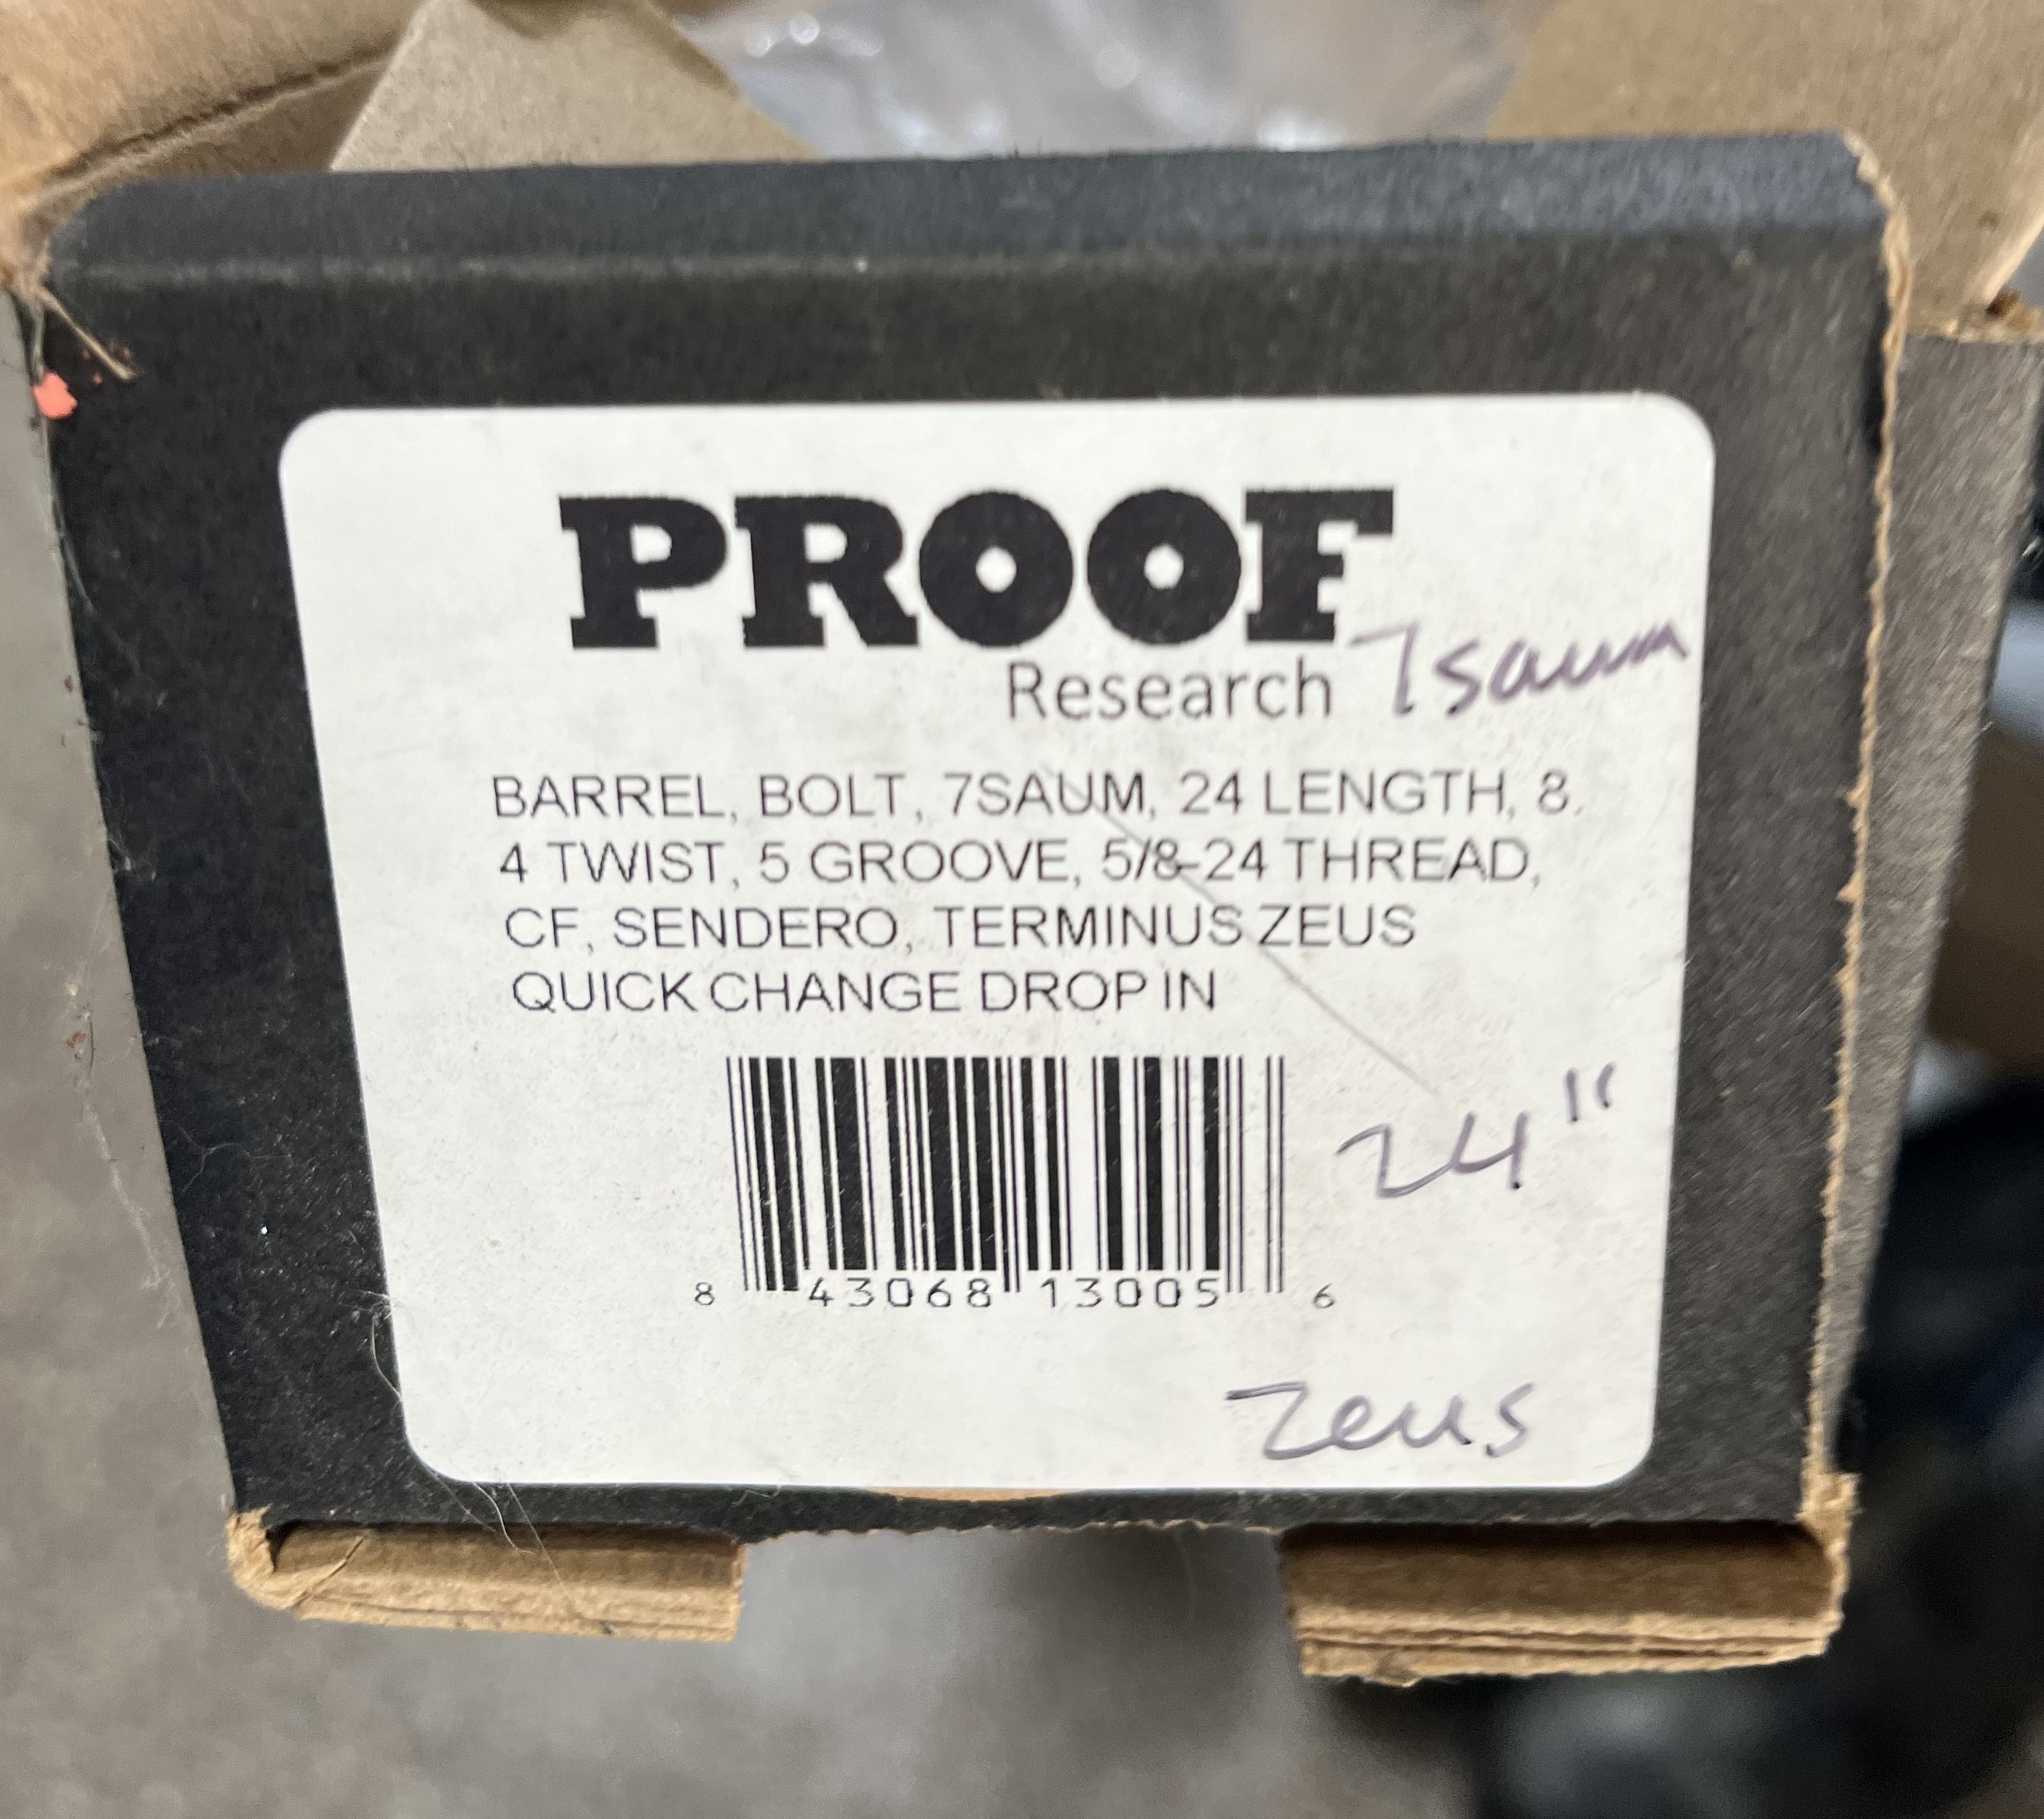 PROOF
Research 7saum
BARREL, BOLT, 7SAUM, 24 LENGTH, 8.
4 TWIST, 5 GROOVE, 5/8-24 THREAD,
CF, SENDERO, TERMINUS ZEUS
QUICK CHANGE DROP IN
24"
8 43068 13005 6
Zeus